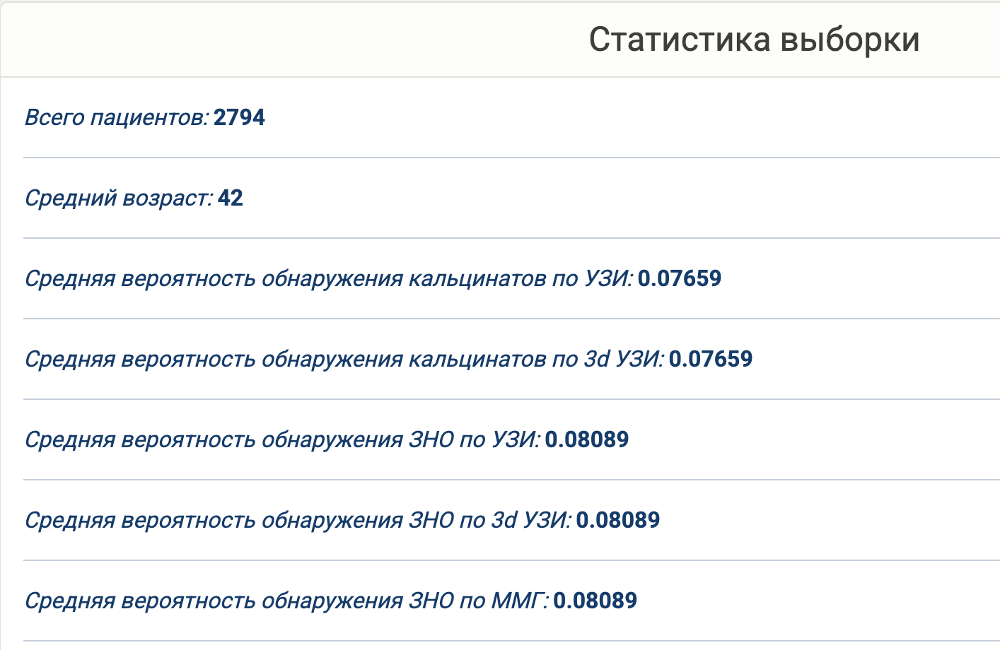 Статистика выборки
Всего пациентов: 2794
Средний возраст: 42
Средняя вероятность обнаружения кальцинатов по УЗИ: 0.07659
Средняя вероятность обнаружения кальцинатов по 3d УЗИ: 0.07659
Средняя вероятность обнаружения ЗНО по УЗИ: 0.08089
Средняя вероятность обнаружения ЗНО по 3d УЗИ: 0.08089
Средняя вероятность обнаружения ЗНО по ММГ: 0.08089